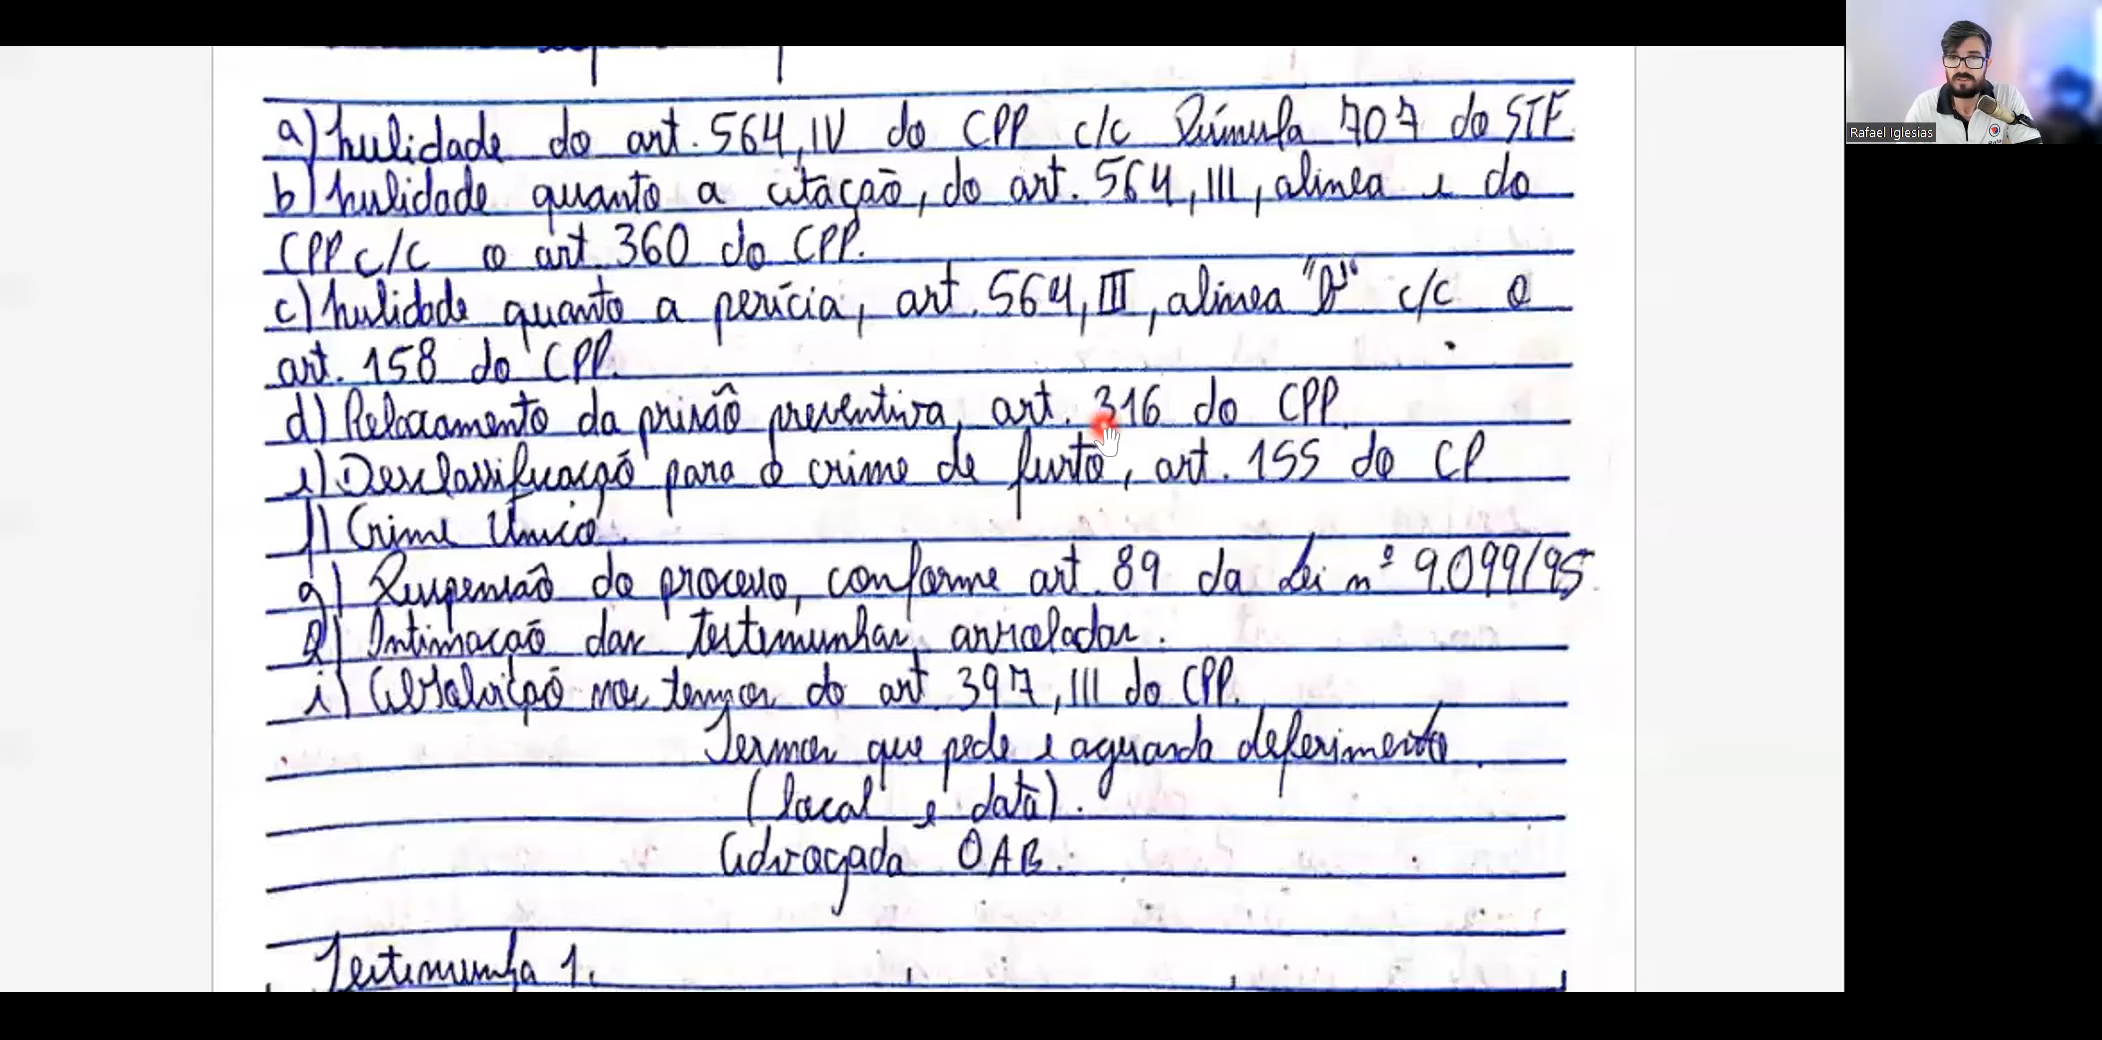 a) Nulidade do art. 564, IV do CPP c/c Súmula 707 do STF
b) Nulidade quanto a citação, do art. 564, III, alinea e do
CPP c/c o art. 360 do CPP.
c) Nulidade quanto a perícia, art. 564, III, alinea "b" c/c o
art. 158 do CPP.
d) Relaxamento da prisão preventiva, art. 316 do CPP.
e) Desclassificação para o crime de furto, art. 155 do CP
f) Crime Único.
g) Suspensão do processo, conforme art. 89 da Lei nº 9.099/95.
h) Intimação das testemunhas arroladas.
i) Absolvição nos termos do art. 397, III do CPP.
Termos que pede e aguarda deferimento.
(local e data).
Advogada OAB.
Testemunha 1.
Rafael Iglesias